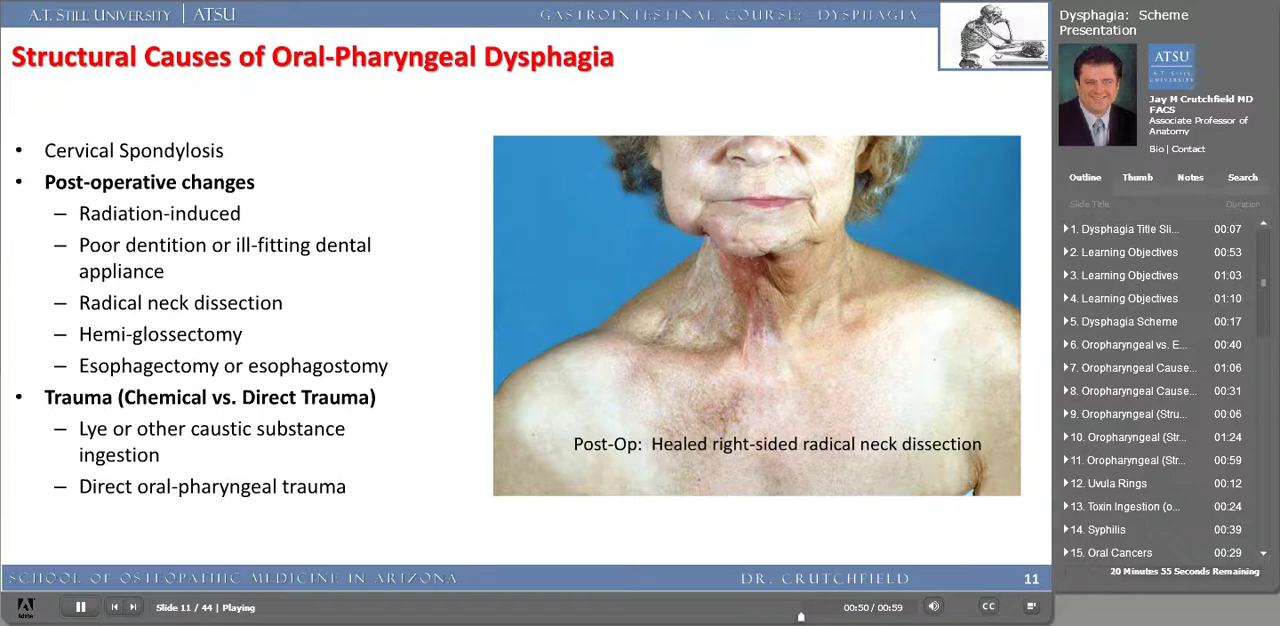 A.T. STILL UNIVERSITY | ATSU
GASTROINTESTINAL COURSE: DYSPHAGIA
Structural Causes of Oral-Pharyngeal Dysphagia
• Cervical Spondylosis
• Post-operative changes
– Radiation-induced
– Poor dentition or ill-fitting dental
appliance
– Radical neck dissection
– Hemi-glossectomy
– Esophagectomy or esophagostomy
• Trauma (Chemical vs. Direct Trauma)
– Lye or other caustic substance
ingestion
– Direct oral-pharyngeal trauma
Post-Op: Healed right-sided radical neck dissection
SCHOOL OF OSTEOPATHIC MEDICINE IN ARIZONA
DR. CRUTCHFIELD
11
Adobe
Slide 11 / 44 | Playing
00:50 / 00:59
CC
Dysphagia: Scheme
Presentation
ATSU
A.T. STILL
UNIVERSITY
Jay M Crutchfield MD
FACS
Associate Professor of
Anatomy
Bio | Contact
Outline Thumb Notes Search
Slide Title Duration
1. Dysphagia Title Sli... 00:07
2. Learning Objectives 00:53
3. Learning Objectives 01:03
4. Learning Objectives 01:10
5. Dysphagia Scheme 00:17
6. Oropharyngeal vs. E... 00:40
7. Oropharyngeal Cause... 01:06
8. Oropharyngeal Cause... 00:31
9. Oropharyngeal (Stru... 00:06
10. Oropharyngeal (Str... 01:24
11. Oropharyngeal (Str... 00:59
12. Uvula Rings 00:12
13. Toxin Ingestion (o... 00:24
14. Syphilis 00:39
15. Oral Cancers 00:29
20 Minutes 55 Seconds Remaining